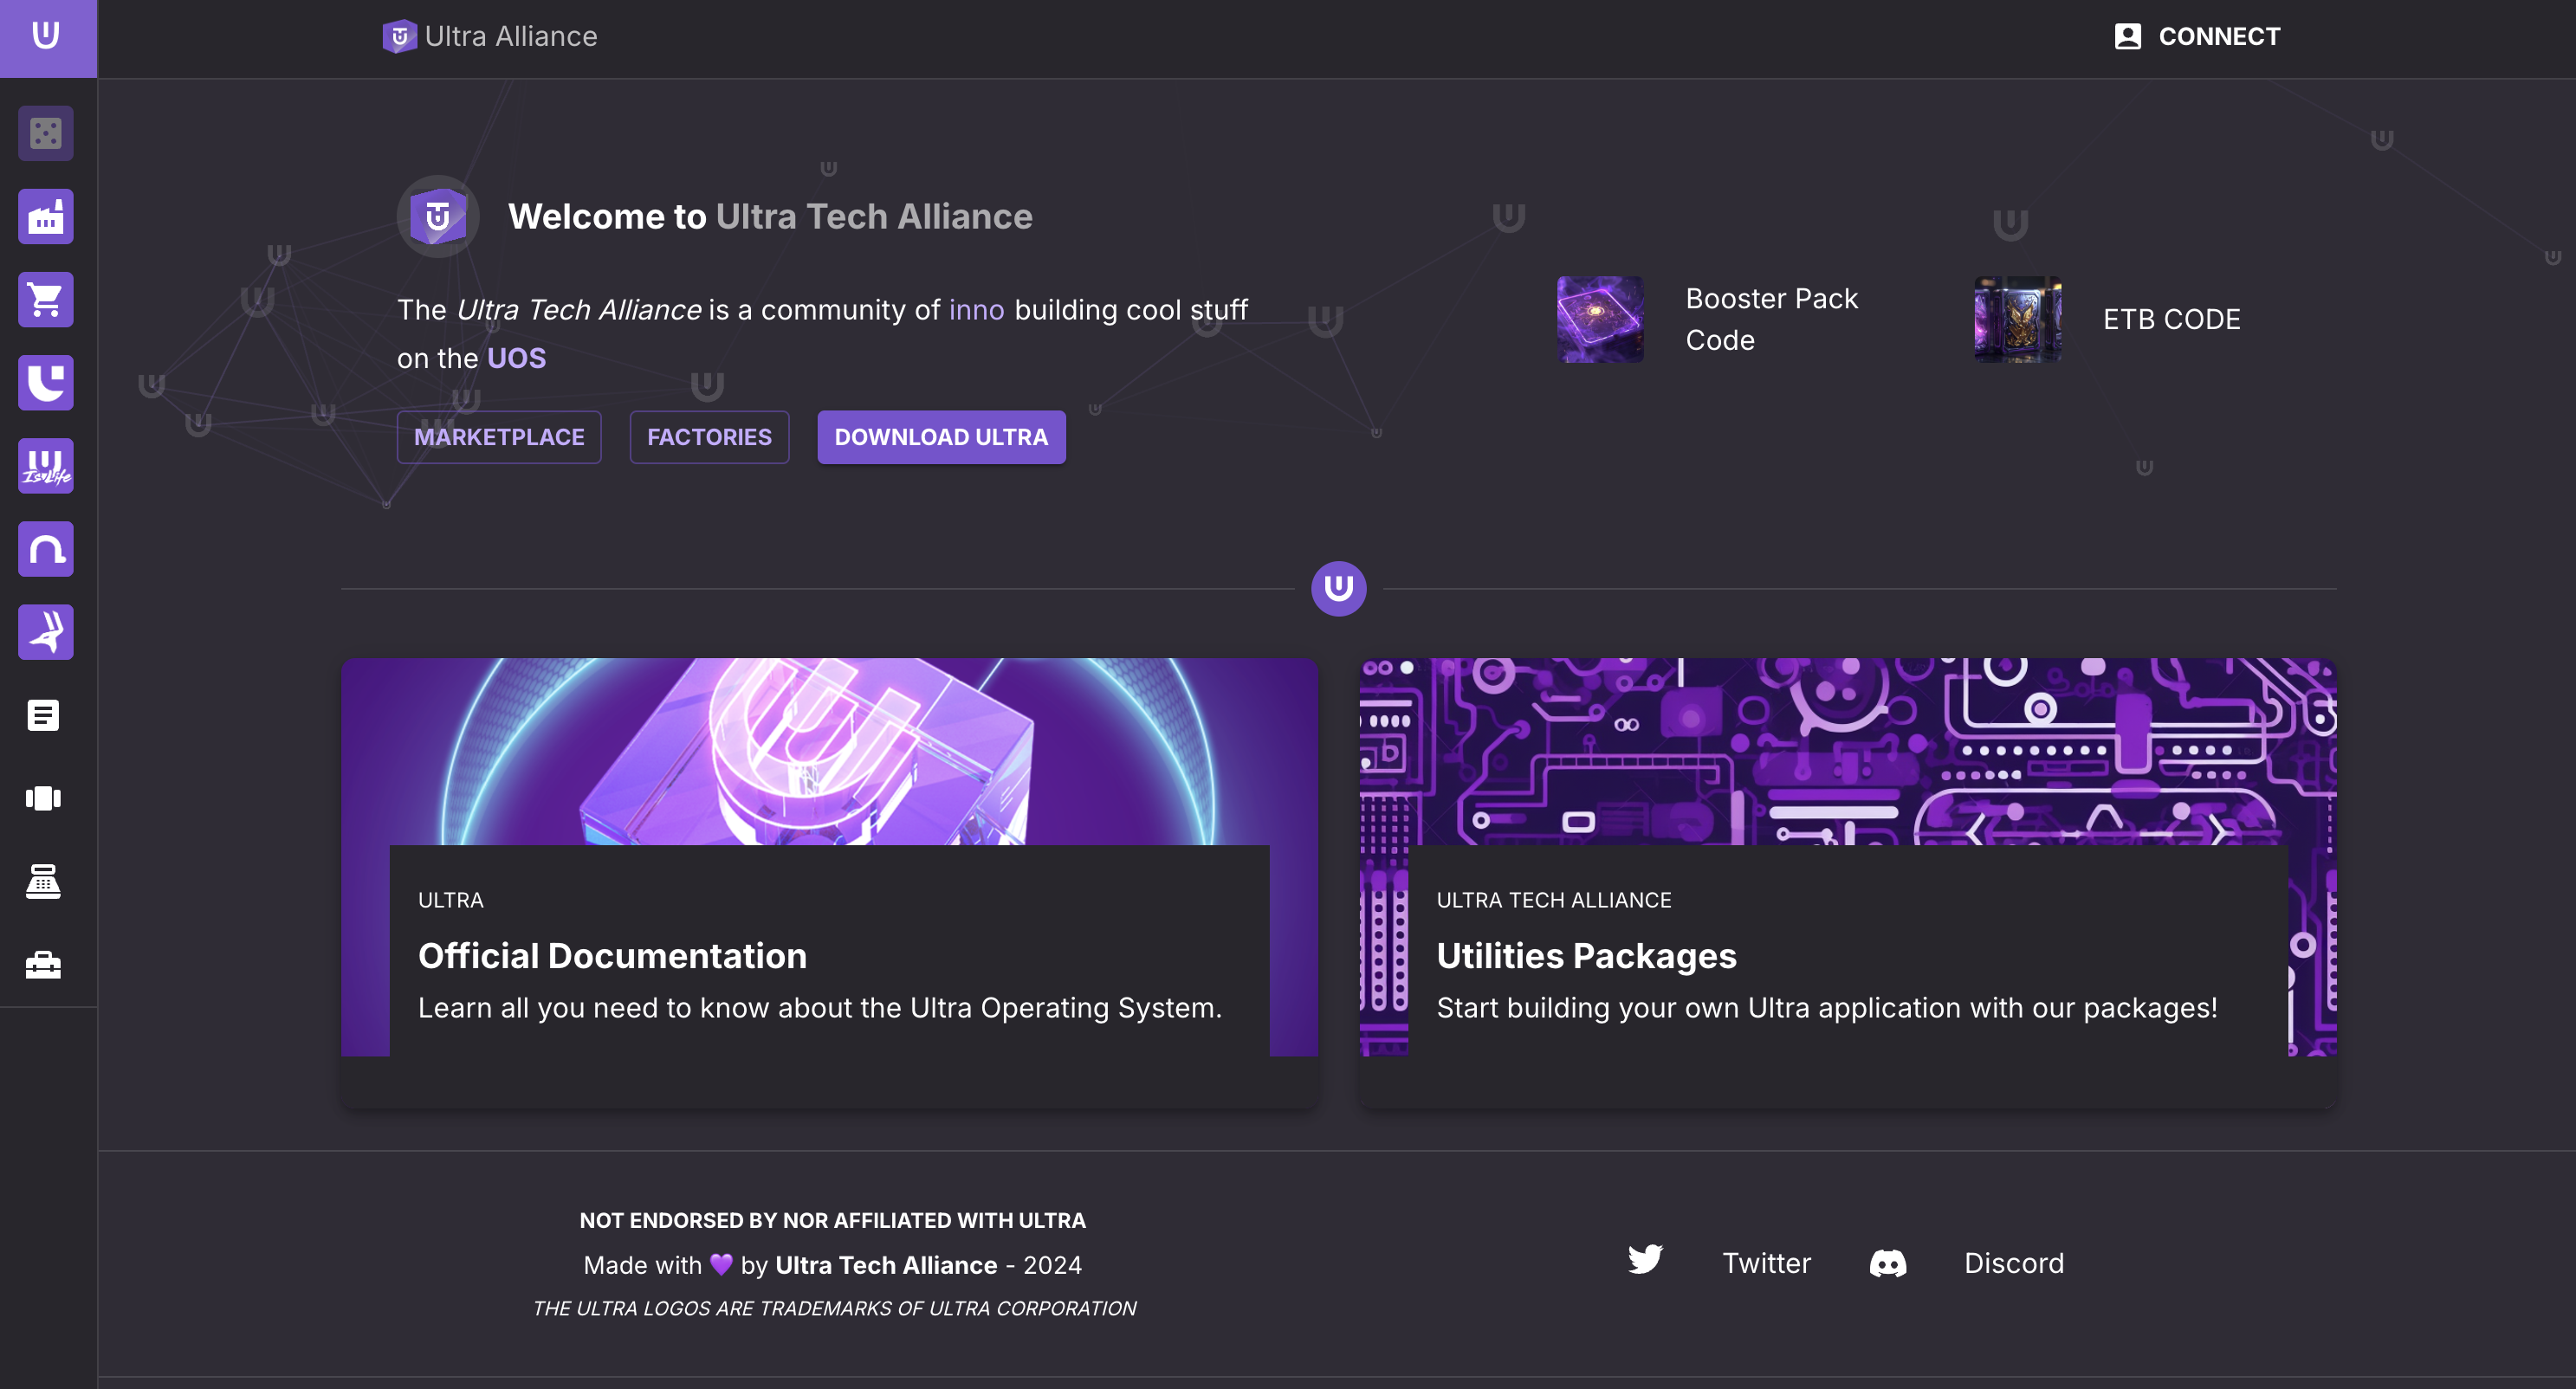 Ultra Alliance
CONNECT
Welcome to Ultra Tech Alliance
The Ultra Tech Alliance is a community of inno building cool stuff
on the UOS
MARKETPLACE
FACTORIES
DOWNLOAD ULTRA
Booster Pack
Code
ETB CODE
Is Life
ULTRA
Official Documentation
Learn all you need to know about the Ultra Operating System.
ULTRA TECH ALLIANCE
Utilities Packages
Start building your own Ultra application with our packages!
NOT ENDORSED BY NOR AFFILIATED WITH ULTRA
Made with 💜 by Ultra Tech Alliance - 2024
THE ULTRA LOGOS ARE TRADEMARKS OF ULTRA CORPORATION
Twitter
Discord